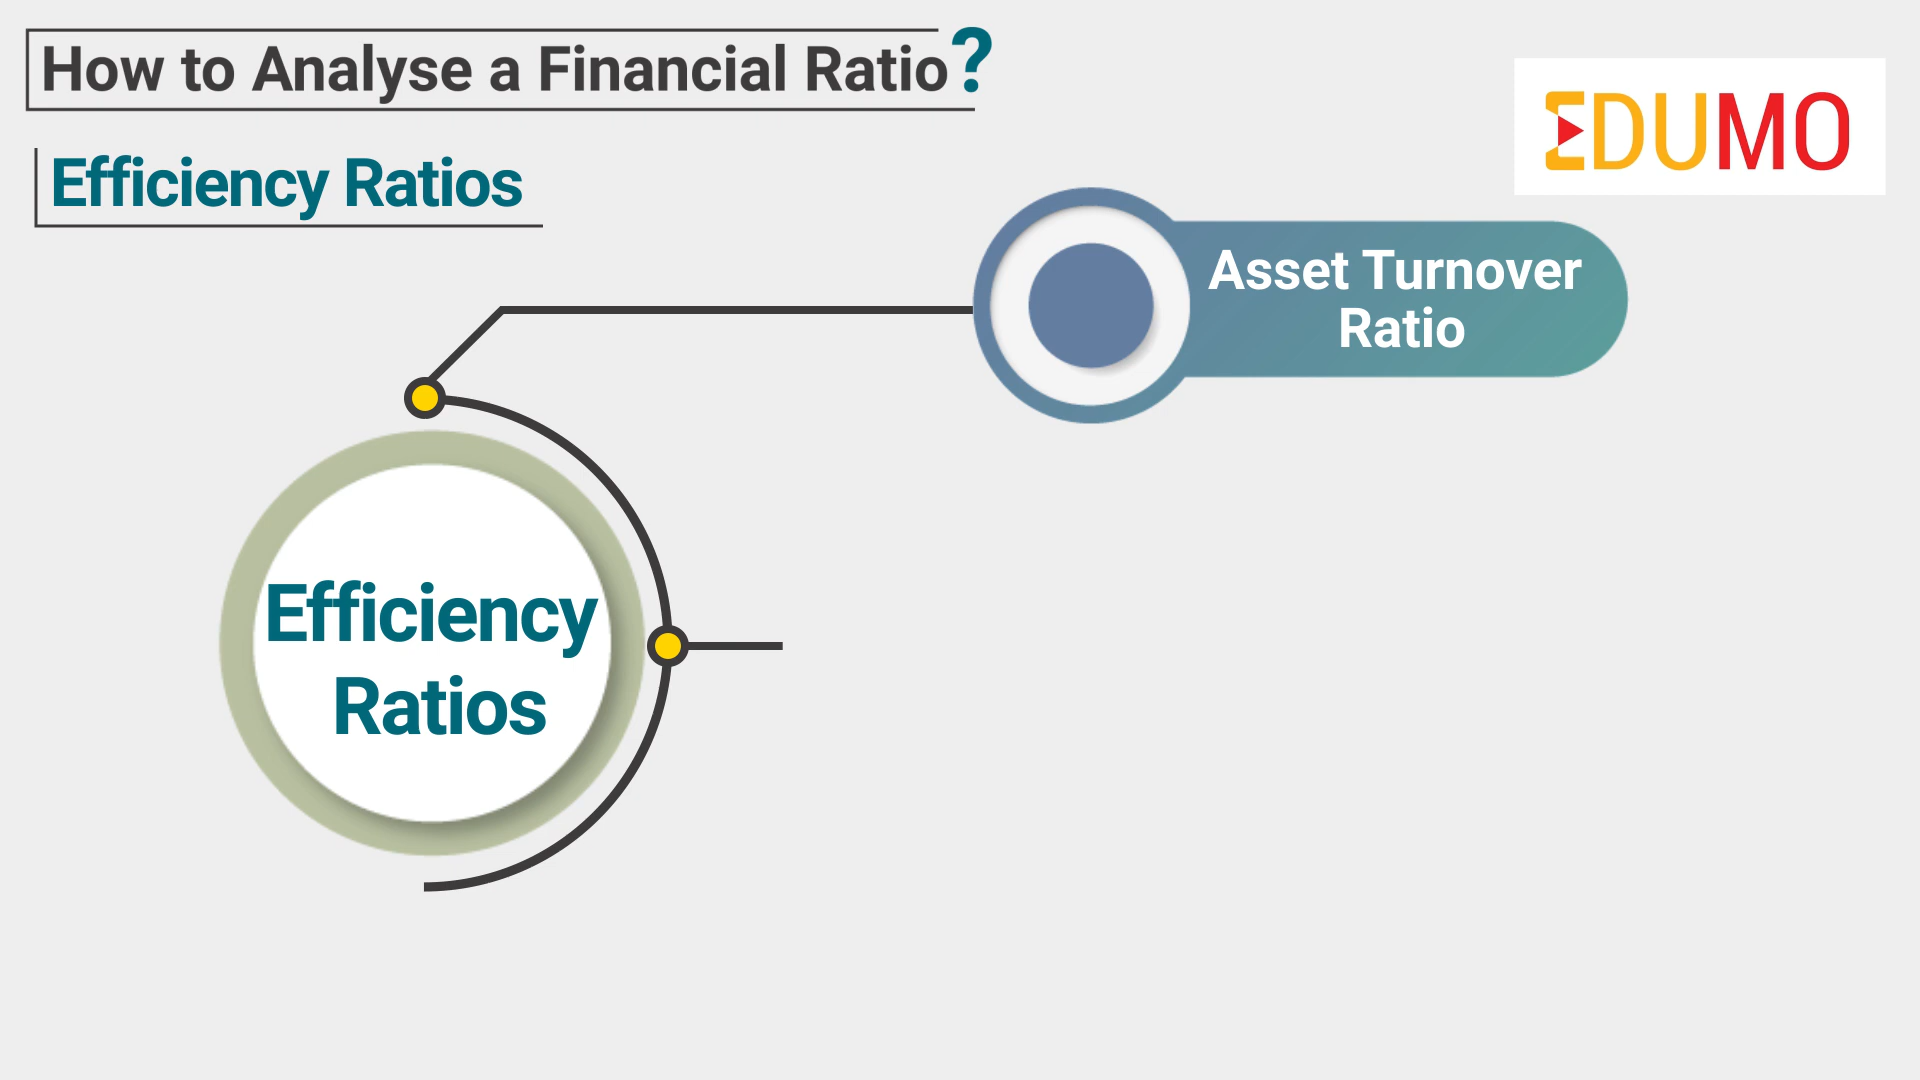 How to Analyse a Financial Ratio?
EDUMO
Efficiency Ratios
Asset Turnover
Ratio
Efficiency
Ratios